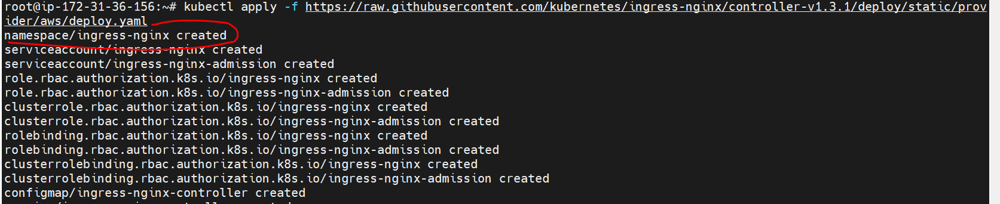 root@ip-172-31-36-156:~# kubectl apply -f https://raw.githubusercontent.com/kubernetes/ingress-nginx/controller-v1.3.1/deploy/static/prov
ider/aws/deploy.yaml
namespace/ingress-nginx created
serviceaccount/ingress-nginx created
serviceaccount/ingress-nginx-admission created
role.rbac.authorization.k8s.io/ingress-nginx created
role.rbac.authorization.k8s.io/ingress-nginx-admission created
clusterrole.rbac.authorization.k8s.io/ingress-nginx created
clusterrole.rbac.authorization.k8s.io/ingress-nginx-admission created
rolebinding.rbac.authorization.k8s.io/ingress-nginx created
rolebinding.rbac.authorization.k8s.io/ingress-nginx-admission created
clusterrolebinding.rbac.authorization.k8s.io/ingress-nginx created
clusterrolebinding.rbac.authorization.k8s.io/ingress-nginx-admission created
configmap/ingress-nginx-controller created